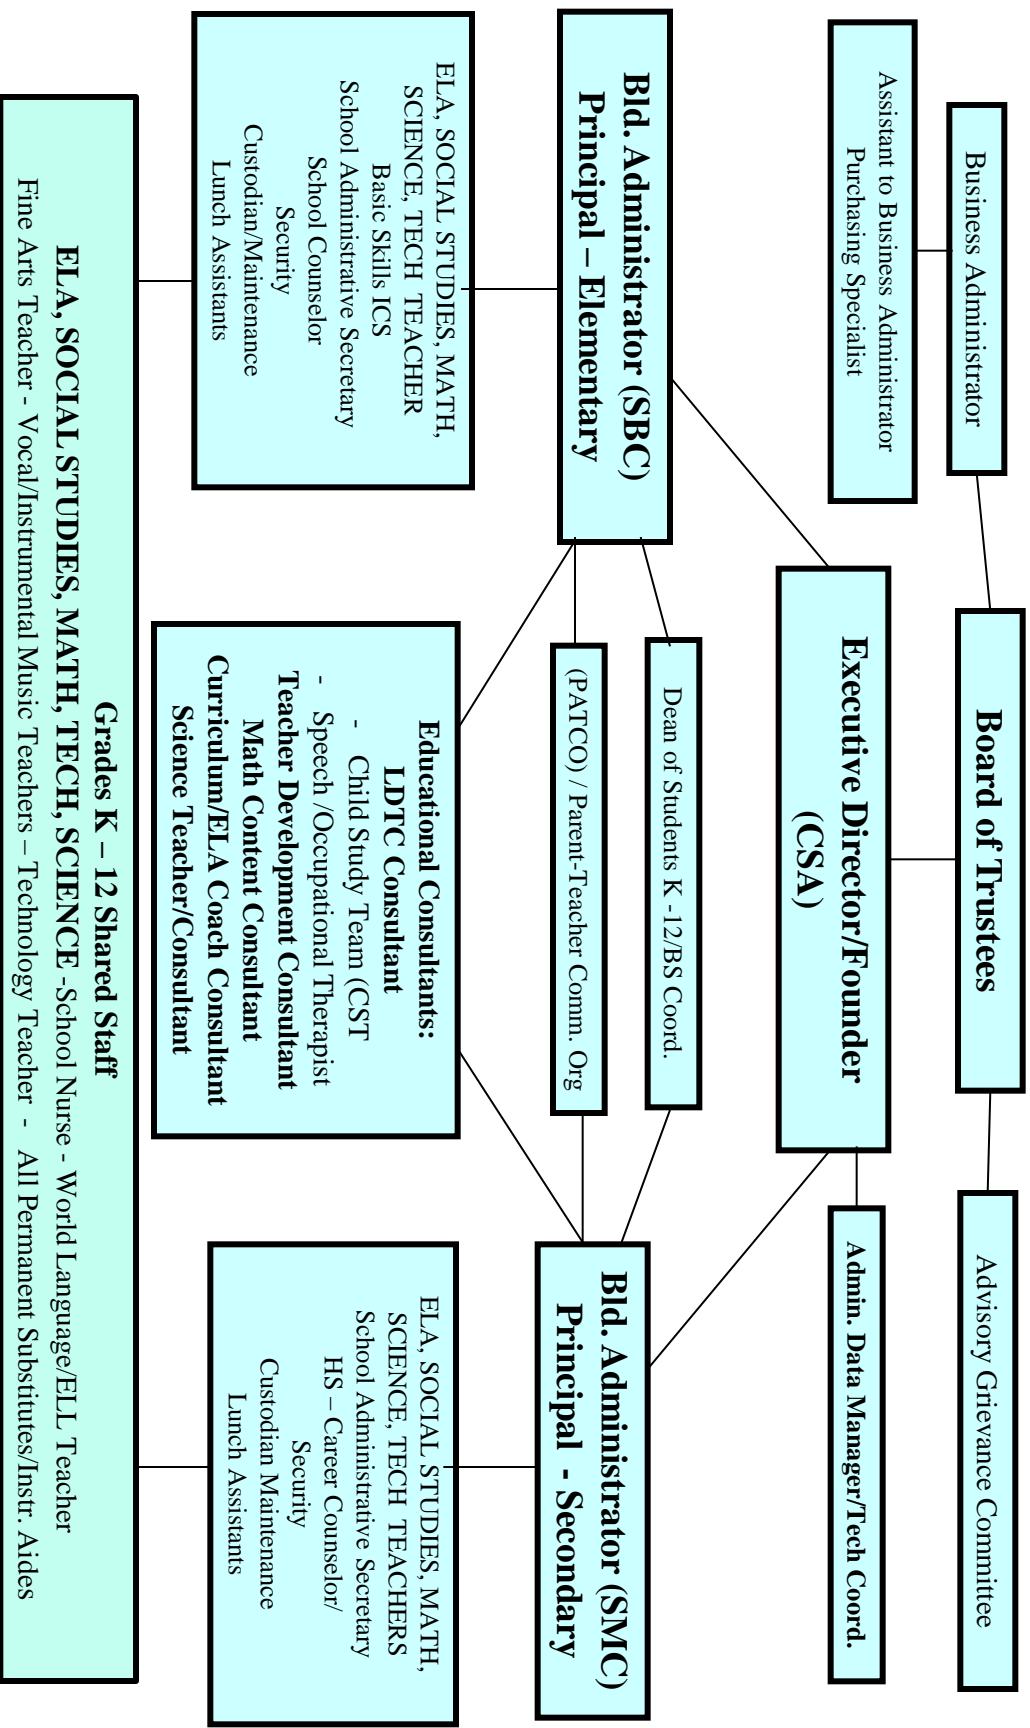 Board of Trustees
Business Administrator
Advisory Grievance Committee
Assistant to Business Administrator
Purchasing Specialist
Executive Director/Founder
(CSA)
Admin. Data Manager/Tech Coord.
Bld. Administrator (SBC)
Principal – Elementary
Dean of Students K -12/BS Coord.
(PATCO) / Parent-Teacher Comm. Org
Bld. Administrator (SMC)
Principal - Secondary
ELA, SOCIAL STUDIES, MATH,
SCIENCE, TECH TEACHER
Basic Skills ICS
School Administrative Secretary
School Counselor
Security
Custodian/Maintenance
Lunch Assistants
Educational Consultants:
LDTC Consultant
- Child Study Team (CST
- Speech /Occupational Therapist
Teacher Development Consultant
Math Content Consultant
Curriculum/ELA Coach Consultant
Science Teacher/Consultant
ELA, SOCIAL STUDIES, MATH,
SCIENCE, TECH TEACHERS
School Administrative Secretary
HS – Career Counselor/
Security
Custodian Maintenance
Lunch Assistants
Grades K – 12 Shared Staff
ELA, SOCIAL STUDIES, MATH, TECH, SCIENCE -School Nurse - World Language/ELL Teacher
Fine Arts Teacher - Vocal/Instrumental Music Teachers – Technology Teacher - All Permanent Substitutes/Instr. Aides